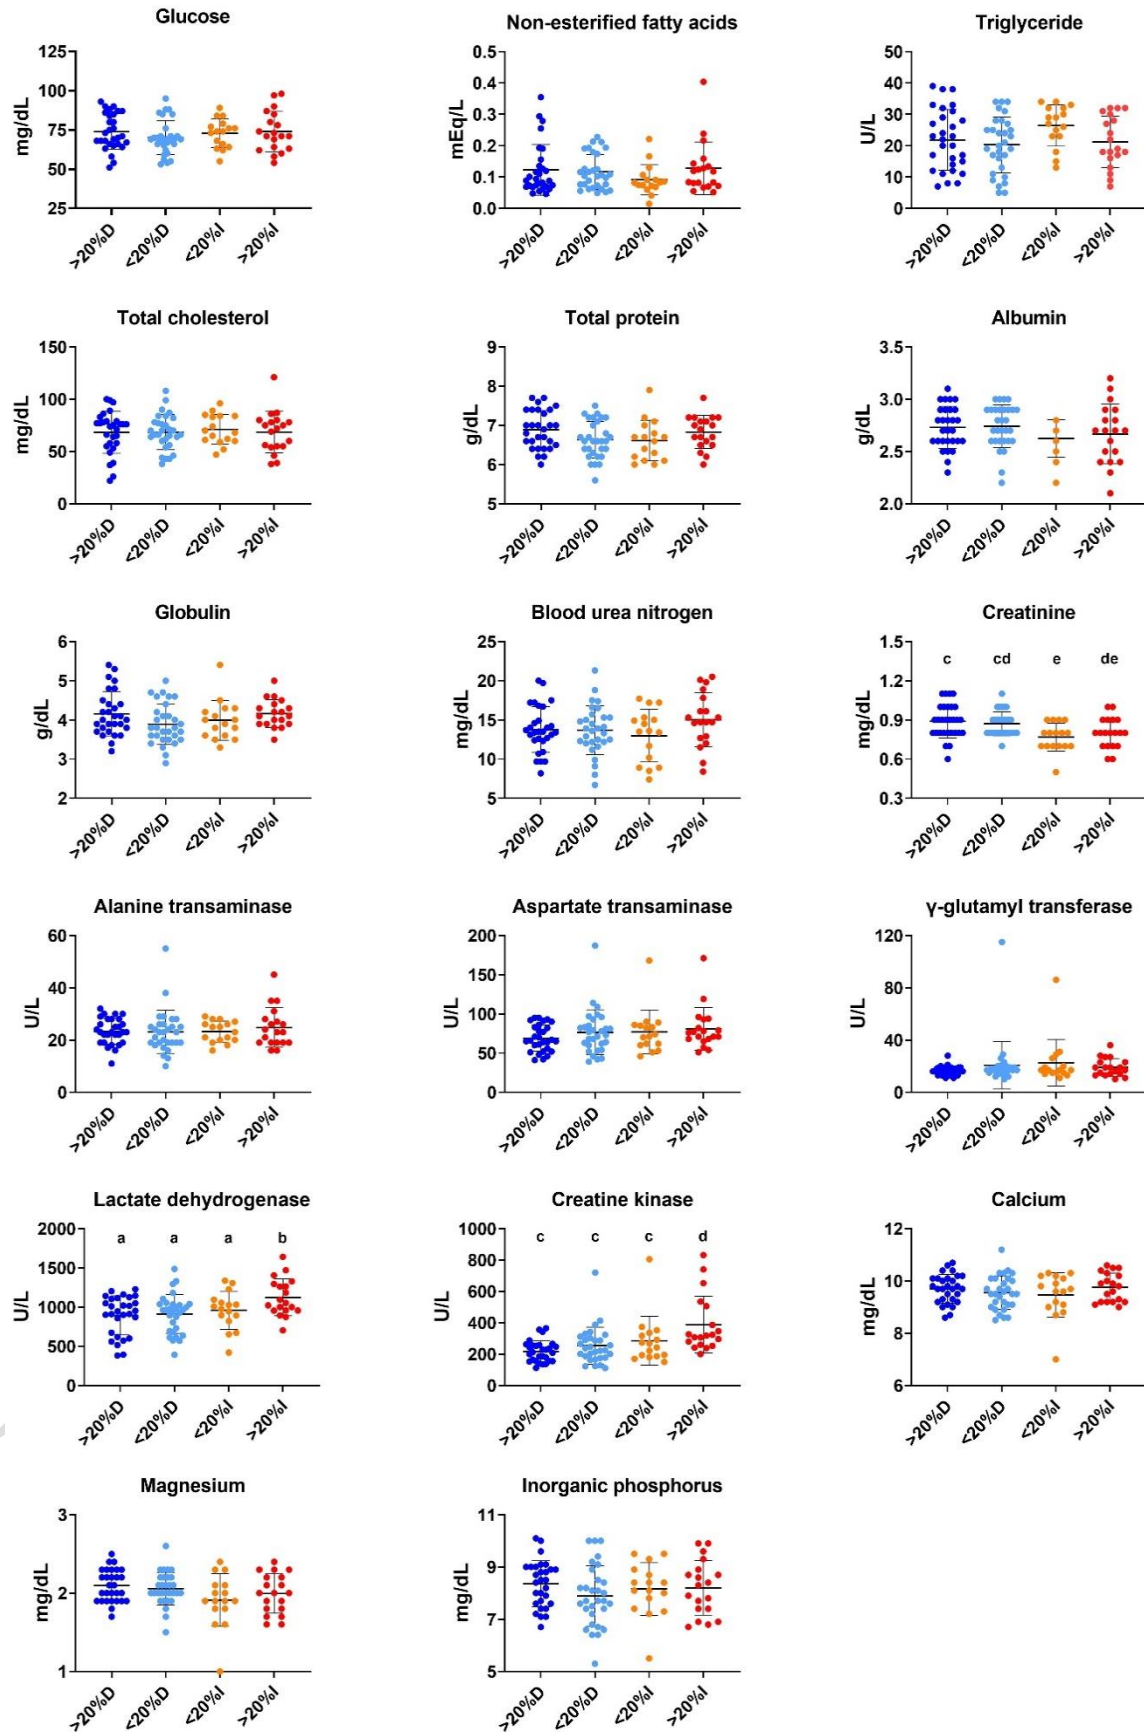 Glucose
125
100
75
50
25
mg/dL
>20%D
<20%D
<20%I
>20%I
Non-esterified fatty acids
0.5
0.4
0.3
0.2
0.1
0.0
mEq/L
>20%D
<20%D
<20%I
>20%I
Triglyceride
50
40
30
20
10
0
U/L
>20%D
<20%D
<20%I
>20%I
Total cholesterol
150
100
50
0
mg/dL
>20%D
<20%D
<20%I
>20%I
Total protein
9
8
7
6
5
g/dL
>20%D
<20%D
<20%I
>20%I
Albumin
3.5
3.0
2.5
2.0
g/dL
>20%D
<20%D
<20%I
>20%I
Globulin
6
5
4
3
2
g/dL
>20%D
<20%D
<20%I
>20%I
Blood urea nitrogen
25
20
15
10
5
mg/dL
>20%D
<20%D
<20%I
>20%I
Creatinine
1.5
1.2
0.9
0.6
0.3
mg/dL
c cd e de
>20%D
<20%D
<20%I
>20%I
Alanine transaminase
60
40
20
0
U/L
>20%D
<20%D
<20%I
>20%I
Aspartate transaminase
200
150
100
50
0
U/L
>20%D
<20%D
<20%I
>20%I
γ-glutamyl transferase
120
80
40
0
U/L
>20%D
<20%D
<20%I
>20%I
Lactate dehydrogenase
2000
1500
1000
500
0
U/L
a a a b
>20%D
<20%D
<20%I
>20%I
Creatine kinase
1000
800
600
400
200
0
U/L
c c c d
>20%D
<20%D
<20%I
>20%I
Calcium
12
10
8
6
mg/dL
>20%D
<20%D
<20%I
>20%I
Magnesium
3
2
1
mg/dL
>20%D
<20%D
<20%I
>20%I
Inorganic phosphorus
11
9
7
5
mg/dL
>20%D
<20%D
<20%I
>20%I